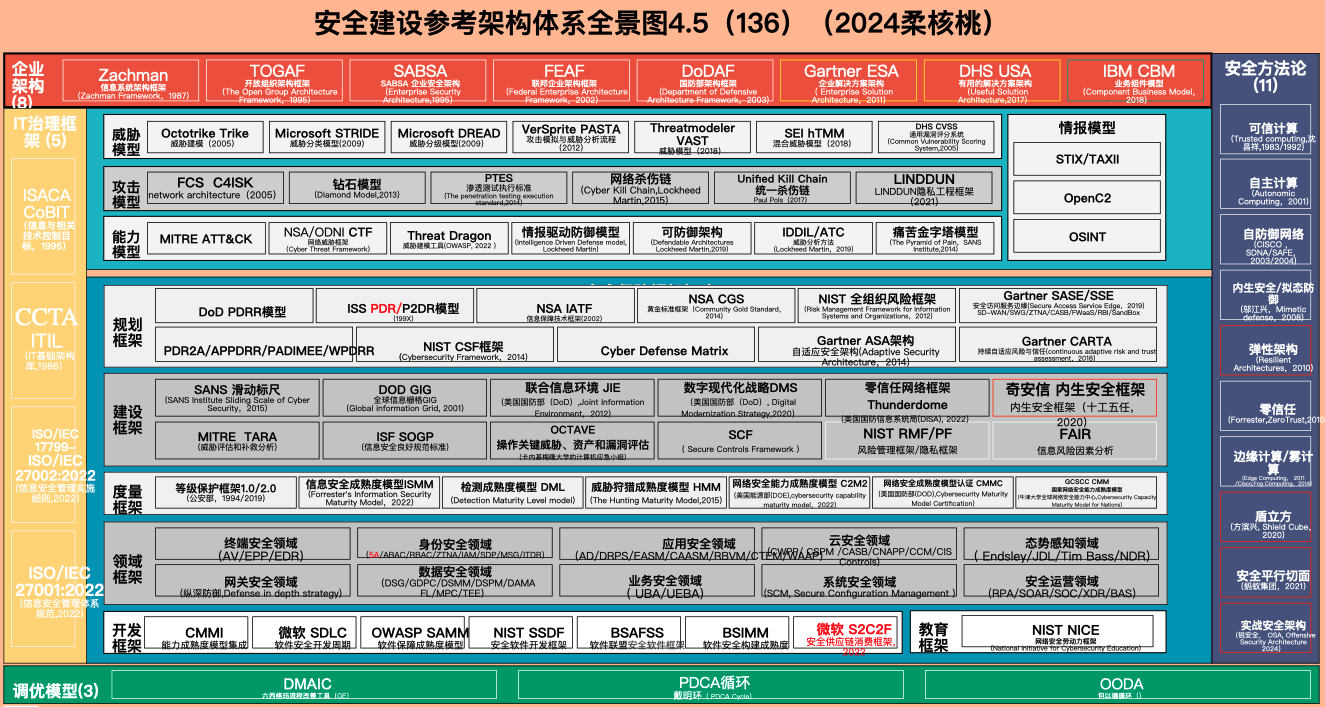 安全建设参考架构体系全景图4.5（136）（2024柔核桃）
企业
架构
(8)
Zachman
信息系统架构框架
(Zachman Framework，1987)
TOGAF
开放组织架构框架
(The Open Group Architecture
Framework，1995)
SABSA
SABSA 企业安全架构
(Enterprise Security
Architecture,1995)
FEAF
联邦企业架构框架
(Federal Enterprise Architecture
Framework，2002)
DoDAF
国防部架构框架
(Department of Defensive
Architecture Framework，2003)
Gartner ESA
企业解决方案架构
( Enterprise Solution
Architecture，2011)
DHS USA
有用的解决方案架构
(Useful Solution
Architecture,2017)
IBM CBM
业务组件模型
(Component Business Model,
2018)
IT治理框
架 (5)
ISACA
CoBIT
(信息与相关
技术控制目
标，1996)
CCTA
ITIL
(IT基础架构
库,1986)
ISO/IEC
17799–
ISO/IEC
27002:2022
(信息安全管理实施
细则,2022)
ISO/IEC
27001:2022
(信息安全管理体系
规范,2022)
威胁
模型
Octotrike Trike
威胁建模（2005）
Microsoft STRIDE
威胁分类模型(2009)
Microsoft DREAD
威胁分级模型(2009)
VerSprite PASTA
攻击模拟与威胁分析流程
(2012)
Threatmodeler
VAST
威胁模型（2018）
SEI hTMM
混合威胁模型（2018）
DHS CVSS
通用漏洞评分系统
(Common Vulnerability Scoring
System,2005)
攻击
模型
FCS C4ISK
network architecture（2005）
钻石模型
(Diamond Model,2013)
PTES
渗透测试执行标准
(The penetration testing execution
standard,2014)
网络杀伤链
(Cyber Kill Chain,Lockheed
Martin,2015)
Unified Kill Chain
统一杀伤链
Paul Pols（2017）
LINDDUN
LINDDUN隐私工程框架
(2021)
能力
模型
MITRE ATT&CK
NSA/ODNI CTF
网络威胁框架
(Cyber Threat Framework)
Threat Dragon
威胁建模工具(OWASP, 2022 )
情报驱动防御模型
(Intelligence Driven Defense model,
Lockheed Martin)
可防御架构
(Defendable Architectures
Lockheed Martin,2019)
IDDIL/ATC
威胁分析方法
(Lockheed Martin，2019)
痛苦金字塔模型
(The Pyramid of Pain，SANS
Institute,2014)
情报模型
STIX/TAXII
OpenC2
OSINT
规划
框架
DoD PDRR模型
ISS PDR/P2DR模型
(199X)
NSA IATF
信息保障技术框架(2002)
NSA CGS
黄金标准框架（Community Gold Standard,
2014）
NIST 全组织风险框架
(Risk Management Framework for Information
Systems and Organizations，2012)
Gartner SASE/SSE
安全访问服务边缘(Secure Access Service Edge，2019)
SD-WAN/SWG/ZTNA/CASB/FWaaS/RBI/SandBox
PDR2A/APPDRR/PADIMEE/WPDRR
NIST CSF框架
(Cybersecurity Framework，2014)
Cyber Defense Matrix
Gartner ASA架构
自适应安全架构(Adaptive Security
Architecture，2014)
Gartner CARTA
持续自适应风险与信任(continuous adaptive risk and trust
assessment，2018)
建设
框架
SANS 滑动标尺
(SANS Institute Sliding Scale of Cyber
Security，2015)
DOD GIG
全球信息栅格GIG
(Global information Grid, 2001)
联合信息环境 JIE
(美国国防部（DoD）,Joint Information
Environment，2012)
数字现代化战略DMS
(美国国防部（DoD）, Digital
Modernization Strategy,2020)
零信任网络框架
Thunderdome
(美国国防信息系统局(DISA), 2022)
奇安信 内生安全框架
内生安全框架（十工五任,
2020）
MITRE TARA
(威胁评估和补救分析)
ISF SOGP
(信息安全良好规范标准)
OCTAVE
操作关键威胁、资产和漏洞评估
(卡内基梅隆大学的计算机应急小组)
SCF
( Secure Controls Framework )
NIST RMF/PF
风险管理框架/隐私框架
FAIR
信息风险因素分析
度量
框架
等级保护框架1.0/2.0
(公安部，1994/2019)
信息安全成熟度模型ISMM
(Forrester's Information Security
Maturity Model，2022)
检测成熟度模型 DML
(Detection Maturity Level model)
威胁狩猎成熟度模型 HMM
(The Hunting Maturity Model,2015)
网络安全能力成熟度模型 C2M2
(美国能源部(DOE),cybersecurity capability
maturity model，2022)
网络安全成熟度模型认证 CMMC
(美国国防部(DOD),Cybersecurity Maturity
Model Certification)
GCSCC CMM
国家网络安全能力成熟度模型
(牛津大学全球网络安全能力中心,Cybersecurity Capacity
Maturity Model for Nations)
领域
框架
终端安全领域
(AV/EPP/EDR)
身份安全领域
(5A/ABAC/RBAC/ZTNA/IAM/SDP/MSG/ITDR)
应用安全领域
(AD/DRPS/EASM/CAASM/RBVM/CTEM/WAAP)
云安全领域
(CWPP/ CSPM /CASB/CNAPP/CCM/CIS
Controls)
态势感知领域
( Endsley/JDL/Tim Bass/NDR)
网关安全领域
(纵深防御,Defense in depth strategy)
数据安全领域
(DSG/GDPC/DSMM/DSPM/DAMA
FL/MPC/TEE)
业务安全领域
( UBA/UEBA)
系统安全领域
(SCM, Secure Configuration Management )
安全运营领域
(RPA/SOAR/SOC/XDR/BAS)
开发
框架
CMMI
能力成熟度模型集成
微软 SDLC
软件安全开发周期
OWASP SAMM
软件保障成熟度模型
NIST SSDF
安全软件开发框架
BSAFSS
软件联盟安全软件框架
BSIMM
软件安全构建成熟度
微软 S2C2F
安全供应链消费框架,
2022
教育
框架
NIST NICE
网络安全劳动力框架
(National Initiative for Cybersecurity Education)
安全方法论
(11)
可信计算
(Trusted computing,沈
昌祥,1983/1992)
自主计算
(Autonomic
Computing，2001)
自防御网络
(CISCO，
SDNA/SAFE,
2003/2004)
内生安全/拟态防
御
(邬江兴，Mimetic
defense，2008)
弹性架构
(Resilient
Architectures，2010)
零信任
(Forrester,ZeroTrust,2010
边缘计算/雾计
算
(Edge Computing，2011
/Cisco,Fog Computing，2014)
盾立方
(方滨兴, Shield Cube,
2020)
安全平行切面
(蚂蚁集团，2021)
实战安全架构
(锐安全， OSA, Offensive
Security Architecture
2024)
调优模型(3)
DMAIC
六西格玛流程改善工具（GE）
PDCA循环
戴明环（ PDCA Cycle）
OODA
包以德循环（）